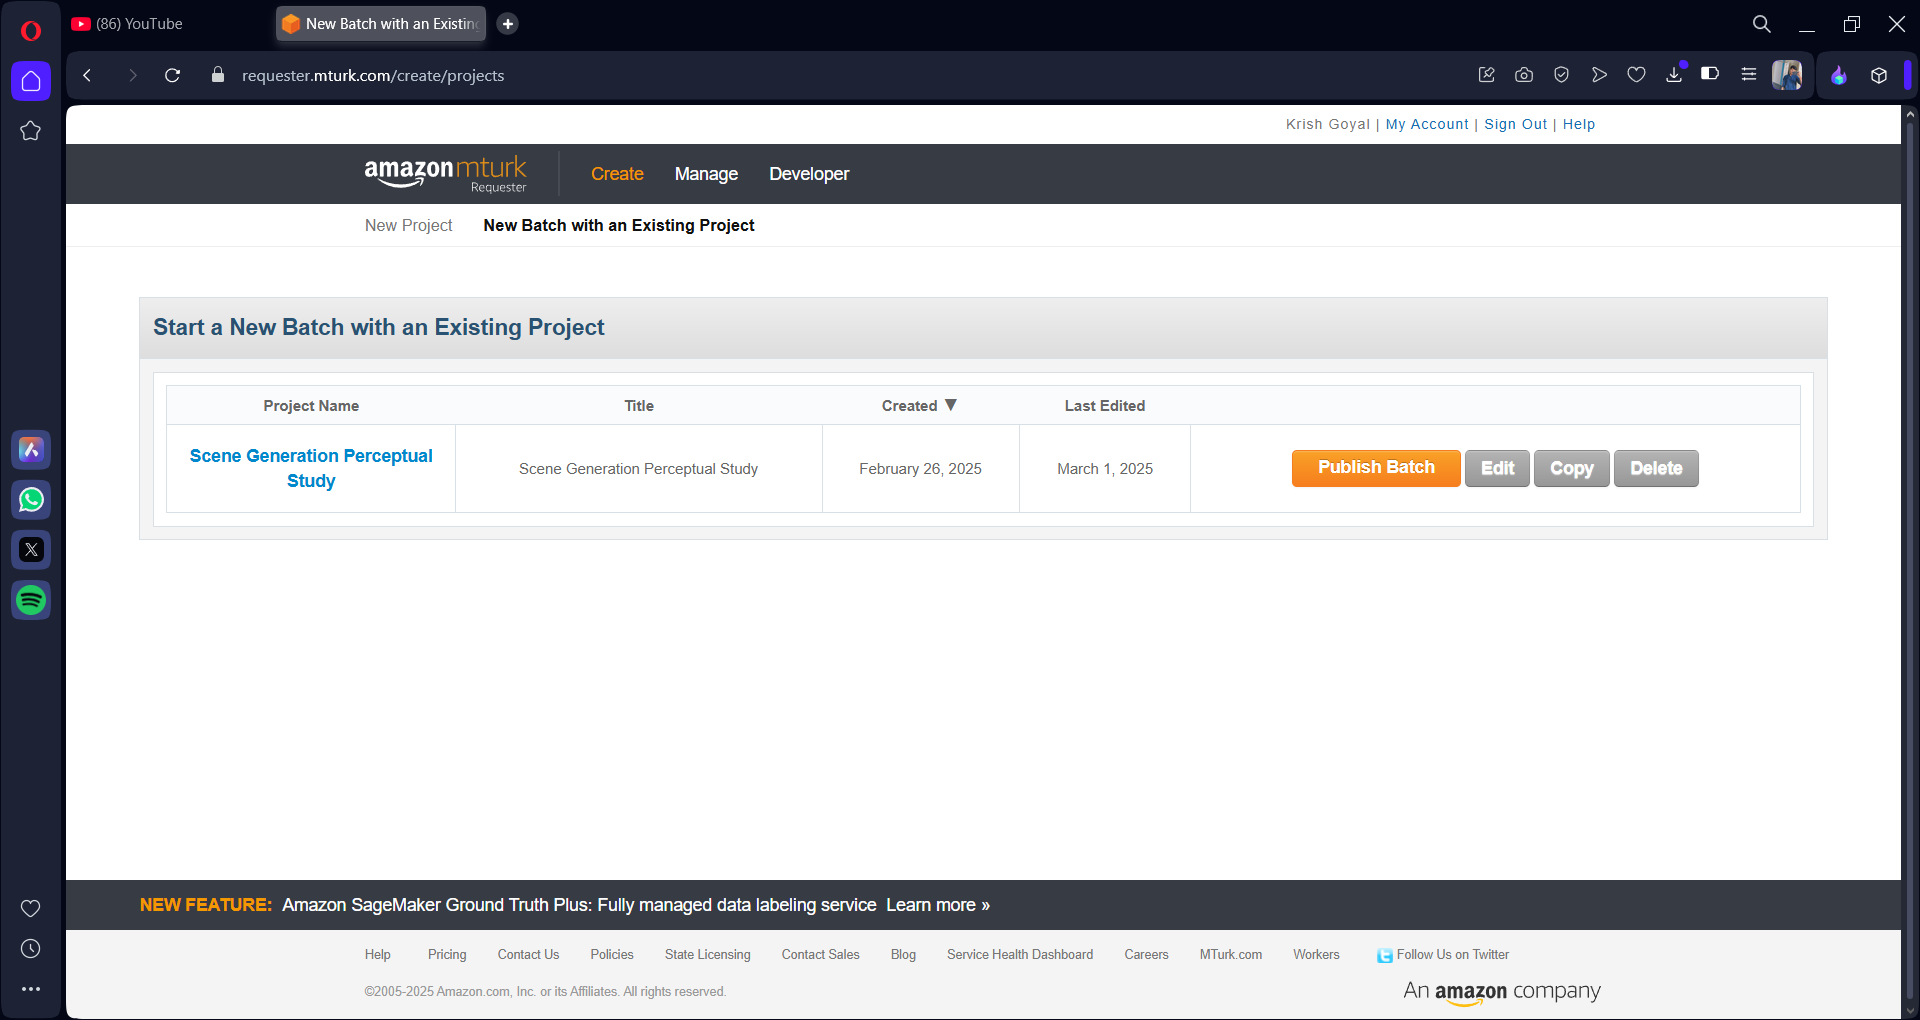 (86) YouTube
New Batch with an Existin
requester.mturk.com/create/projects
Krish Goyal | My Account | Sign Out | Help
amazon mturk
Requester
Create Manage Developer
New Project New Batch with an Existing Project
Start a New Batch with an Existing Project
Project Name Title Created ▼ Last Edited
Scene Generation Perceptual
Study
Scene Generation Perceptual Study February 26, 2025 March 1, 2025 Publish Batch Edit Copy Delete
NEW FEATURE: Amazon SageMaker Ground Truth Plus: Fully managed data labeling service Learn more »
Help Pricing Contact Us Policies State Licensing Contact Sales Blog Service Health Dashboard Careers MTurk.com Workers Follow Us on Twitter
©2005-2025 Amazon.com, Inc. or its Affiliates. All rights reserved.
An amazon company